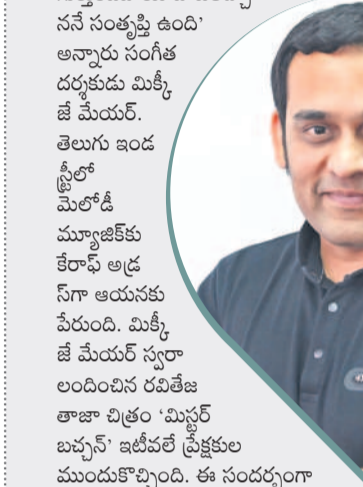 ననే సంతృప్తి ఉంది’
అన్నారు సంగీత
దర్శకుడు మిక్కీ
జే మేయర్.
తెలుగు ఇండ
స్ట్రీలో
మెలోడీ
మ్యూజిక్‌కు
కేరాఫ్ అడ్ర
స్‌గా ఆయనకు
పేరుంది. మిక్కీ
జే మేయర్ స్వరా
లందించిన రవితేజ
తాజా చిత్రం ‘మిస్టర్
బచ్చన్’ ఇటీవలే ప్రేక్షకుల
ముందుకొచ్చింది. ఈ సందర్భంగా